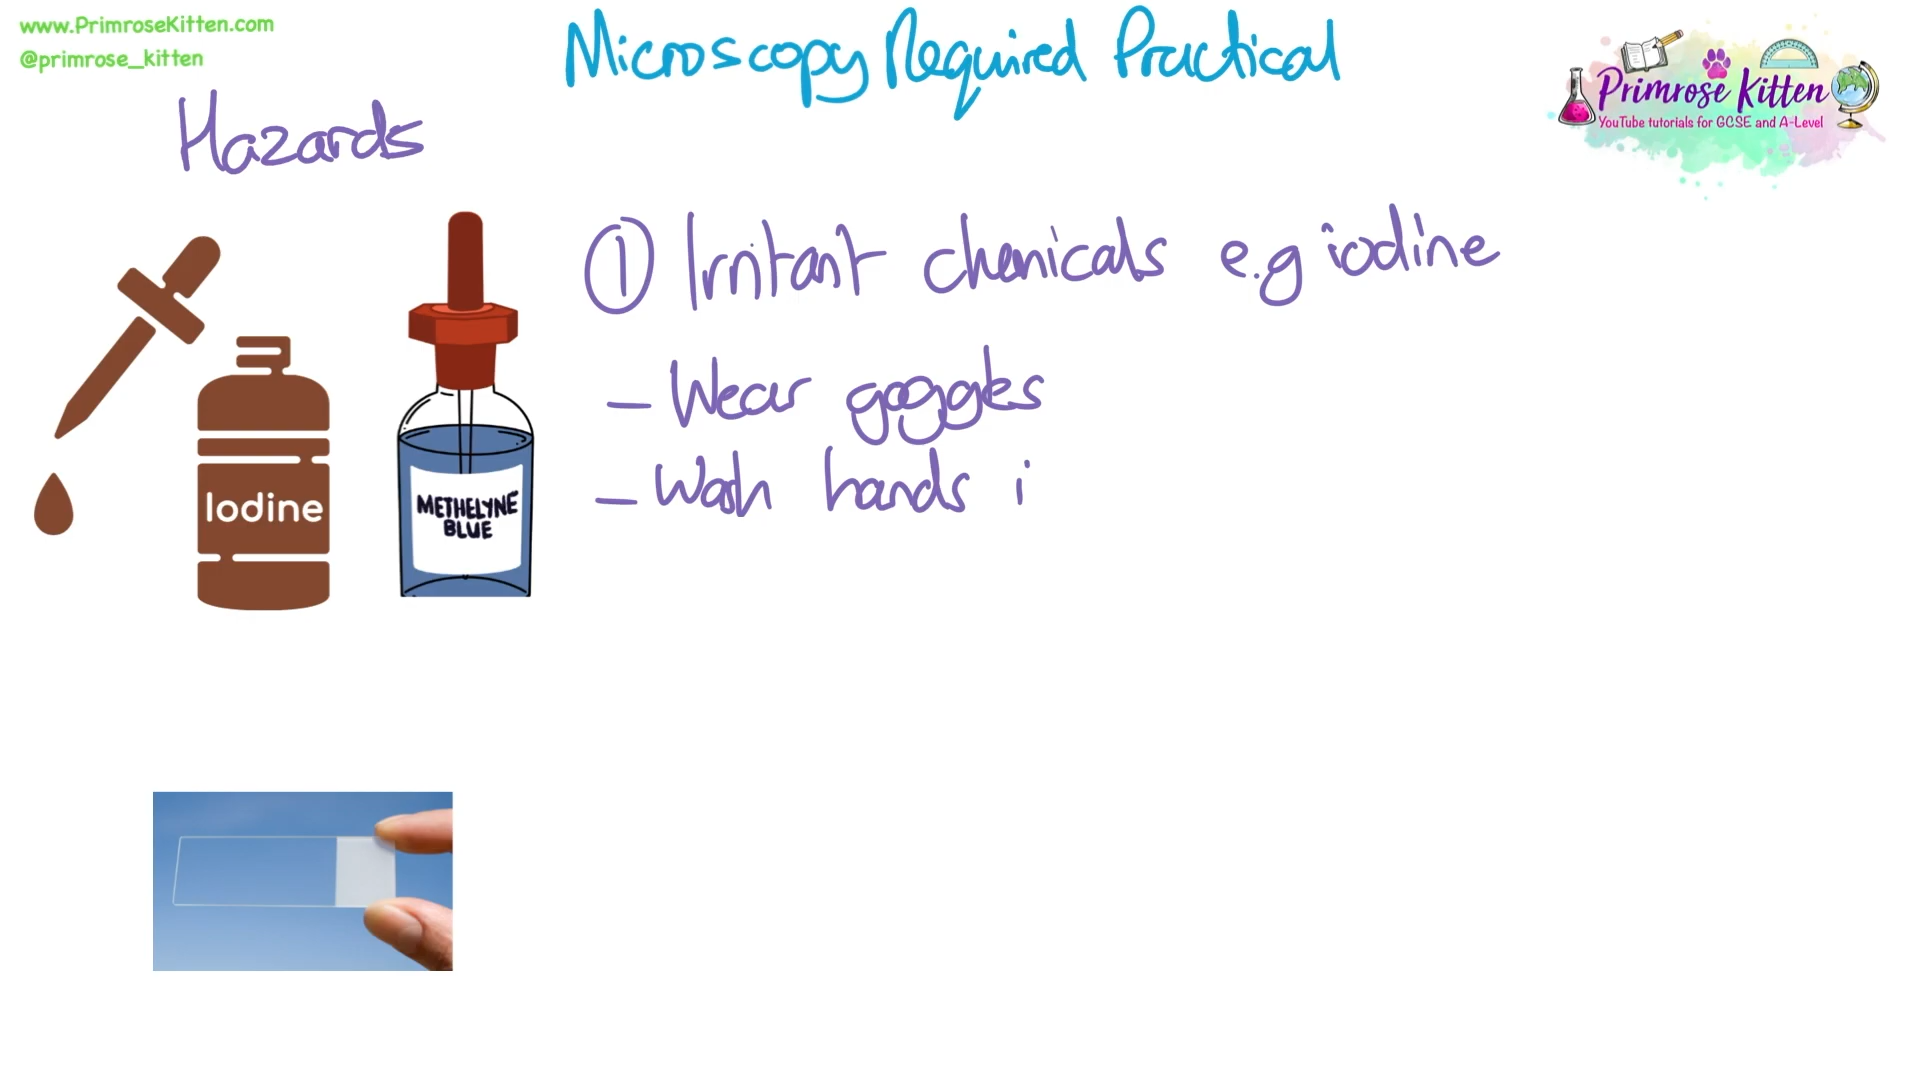 www.PrimroseKitten.com
@primrose_kitten
Microscopy Required Practical
Primrose Kitten
YouTube tutorials for GCSE and A-Level
Hazards
① Irritant chemicals e.g iodine
- Wear goggles
- Wash hands i
Iodine
METHELYNE
BLUE